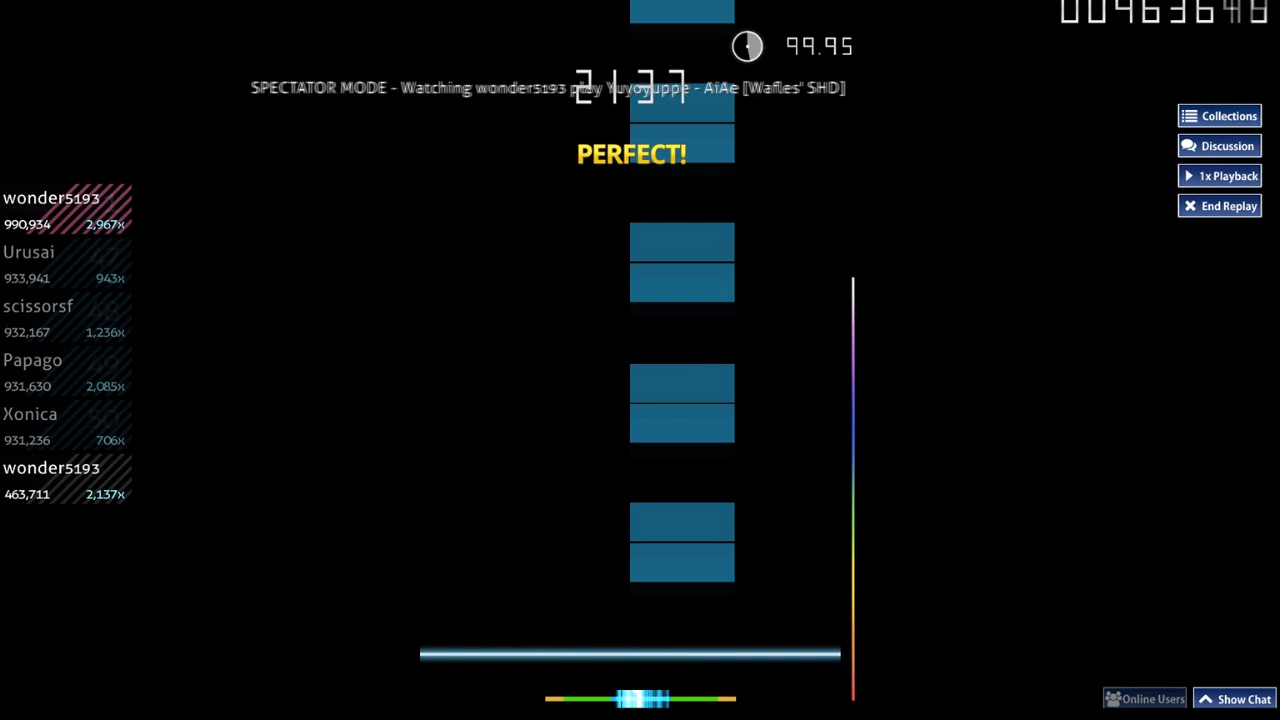 99.95
SPECTATOR MODE - Watching wonder5193 play Yuyoyuppe - AiAe [Wafles' SHD]
2137
PERFECT!
Collections
Discussion
1x Playback
End Replay
wonder5193
990,934 2,967x
Urusai
933,941 943x
scissorsf
932,167 1,236x
Papago
931,630 2,085x
Xonica
931,236 706x
wonder5193
463,711 2,137x
Online Users
Show Chat